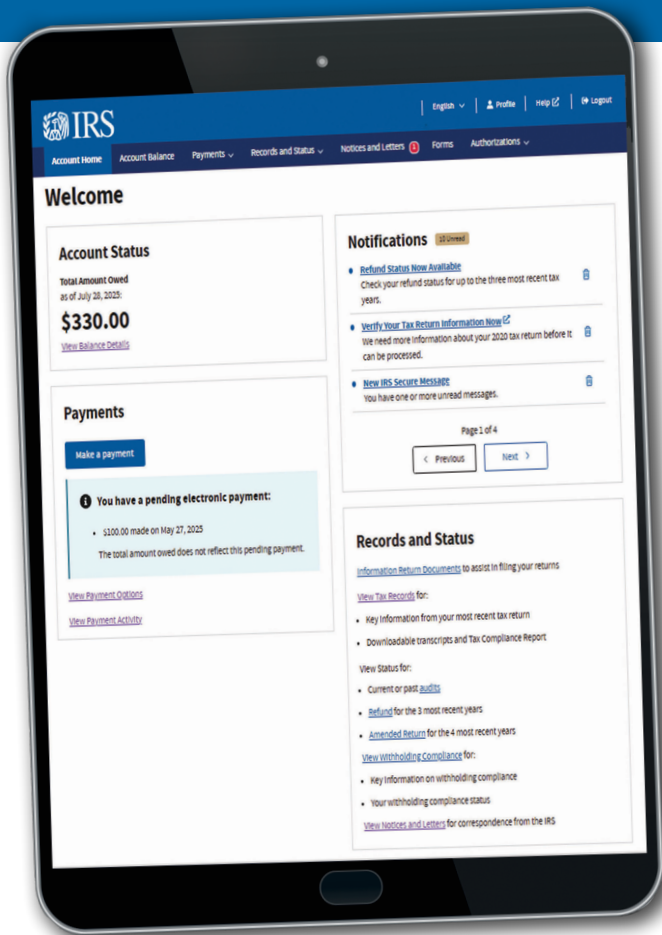 IRS
English
Profile
Help
Logout
Account Home
Account Balance
Payments
Records and Status
Notices and Letters 1
Forms
Authorizations
Welcome
Account Status
Total Amount Owed
as of July 28, 2025:
$330.00
View Balance Details
Payments
Make a payment
You have a pending electronic payment:
• $100.00 made on May 27, 2025
The total amount owed does not reflect this pending payment.
View Payment Options
View Payment Activity
Notifications 10 Unread
• Refund Status Now Available
Check your refund status for up to the three most recent tax
years.
• Verify Your Tax Return Information Now
We need more information about your 2020 tax return before it
can be processed.
• New IRS Secure Message
You have one or more unread messages.
Page 1 of 4
< Previous
Next >
Records and Status
Information Return Documents to assist in filing your returns
View Tax Records for:
• Key Information from your most recent tax return
• Downloadable transcripts and Tax Compliance Report
View Status for:
• Current or past audits
• Refund for the 3 most recent years
• Amended Return for the 4 most recent years
View Withholding Compliance for:
• Key Information on withholding compliance
• Your withholding compliance status
View Notices and Letters for correspondence from the IRS